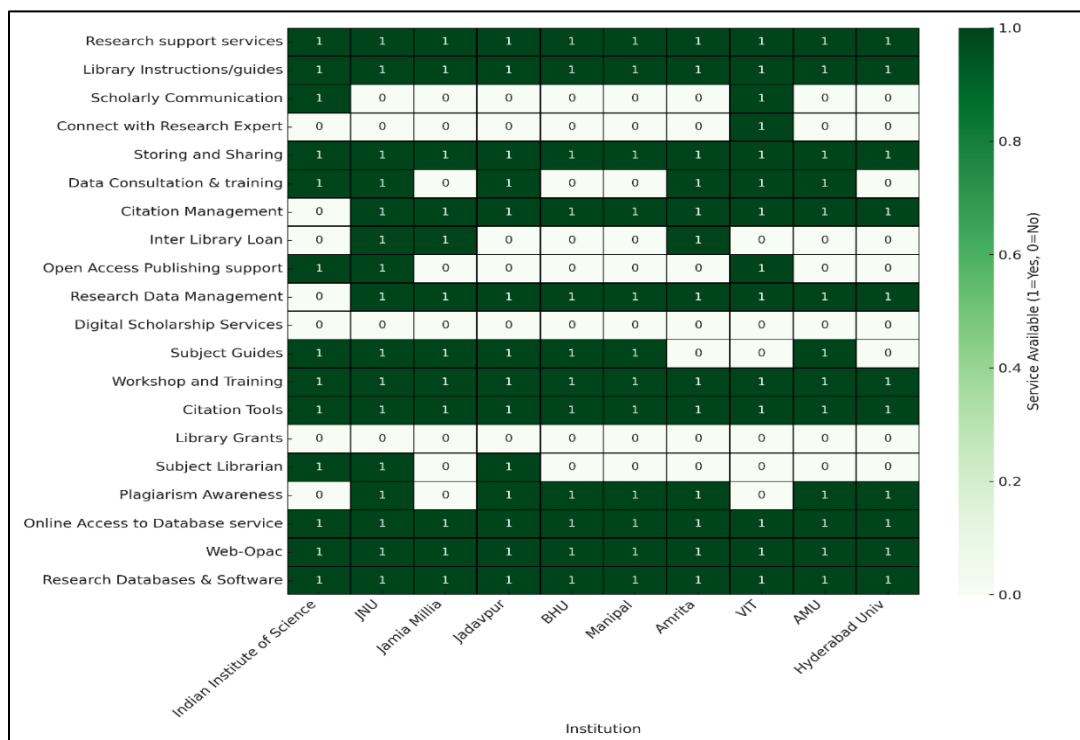 Research support services 1 1 1 1 1 1 1 1 1 1
Library Instructions/guides 1 1 1 1 1 1 1 1 1 1
Scholarly Communication 1 0 0 0 0 0 0 1 0 0
Connect with Research Expert 0 0 0 0 0 0 0 1 0 0
Storing and Sharing 1 1 1 1 1 1 1 1 1 1
Data Consultation & training 1 1 0 1 0 0 1 1 1 0
Citation Management 0 1 1 1 1 1 1 1 1 1
Inter Library Loan 0 1 1 0 0 0 1 0 0 0
Open Access Publishing support 1 1 0 0 0 0 0 1 0 0
Research Data Management 0 1 1 1 1 1 1 1 1 1
Digital Scholarship Services 0 0 0 0 0 0 0 0 0 0
Subject Guides 1 1 1 1 1 1 0 0 1 0
Workshop and Training 1 1 1 1 1 1 1 1 1 1
Citation Tools 1 1 1 1 1 1 1 1 1 1
Library Grants 0 0 0 0 0 0 0 0 0 0
Subject Librarian 1 1 0 1 0 0 0 0 0 0
Plagiarism Awareness 0 1 0 1 1 1 1 0 1 1
Online Access to Database service 1 1 1 1 1 1 1 1 1 1
Web-Opac 1 1 1 1 1 1 1 1 1 1
Research Databases & Software 1 1 1 1 1 1 1 1 1 1
Indian Institute of Science
JNU
Jamia Millia
Jadavpur
BHU
Manipal
Amrita
VIT
AMU
Hyderabad Univ
Institution
1.0
0.8
0.6
0.4
0.2
0.0
Service Available (1=Yes, 0=No)